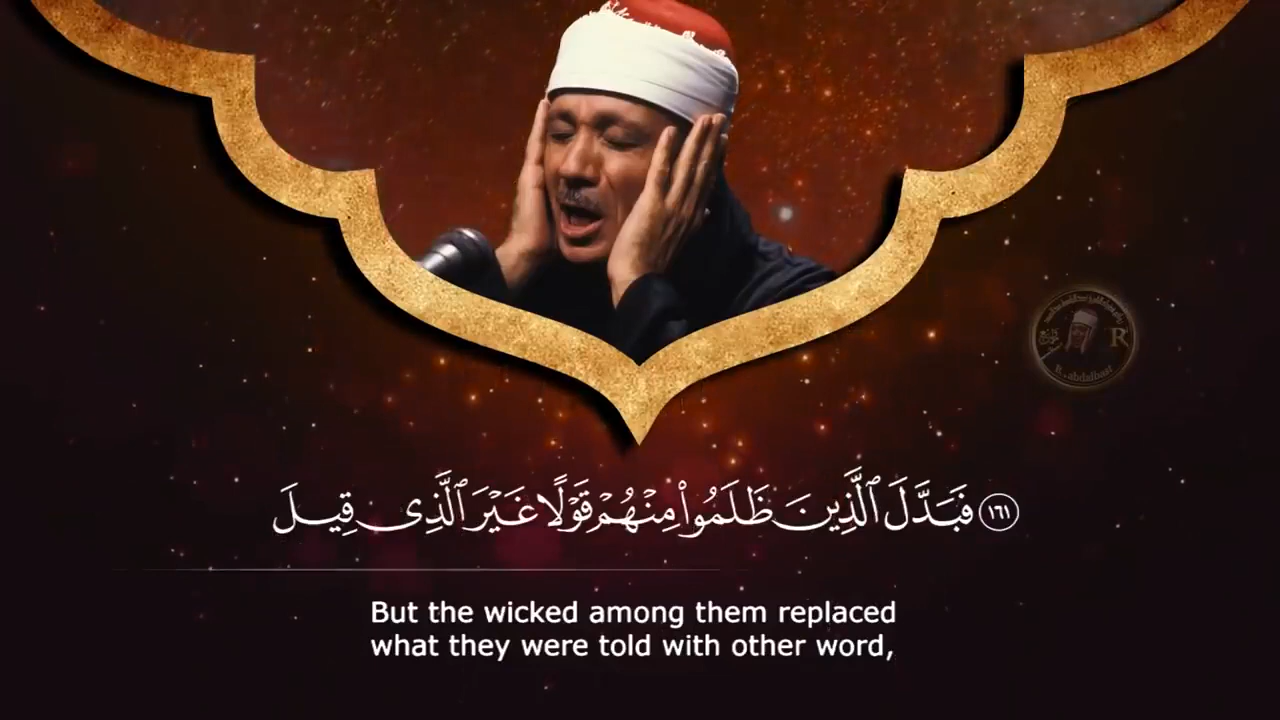 ۝١٦١ فَبَدَّلَ ٱلَّذِينَ ظَلَمُوا۟ مِنْهُمْ قَوْلًا غَيْرَ ٱلَّذِى قِيلَ
But the wicked among them replaced
what they were told with other word,
R